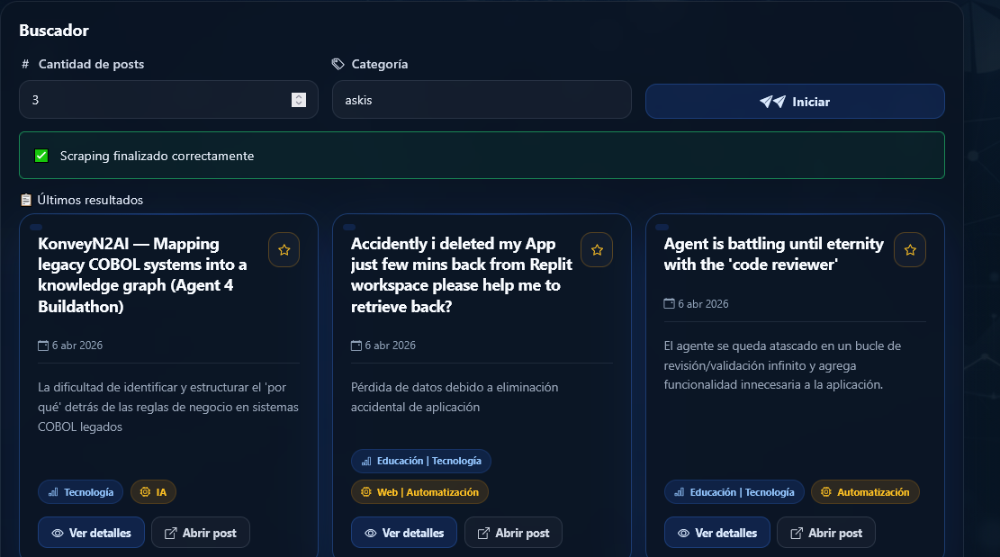 Buscador
# Cantidad de posts
Categoría
3
askis
Iniciar
Scraping finalizado correctamente
Últimos resultados
KonveyN2AI — Mapping
legacy COBOL systems into a
knowledge graph (Agent 4
Buildathon)
6 abr 2026
La dificultad de identificar y estructurar el 'por
qué' detrás de las reglas de negocio en sistemas
COBOL legados
Tecnología
IA
Ver detalles
Abrir post
Accidently i deleted my App
just few mins back from Replit
workspace please help me to
retrieve back?
6 abr 2026
Pérdida de datos debido a eliminación
accidental de aplicación
Educación | Tecnología
Web | Automatización
Ver detalles
Abrir post
Agent is battling until eternity
with the 'code reviewer'
6 abr 2026
El agente se queda atascado en un bucle de
revisión/validación infinito y agrega
funcionalidad innecesaria a la aplicación.
Educación | Tecnología
Automatización
Ver detalles
Abrir post